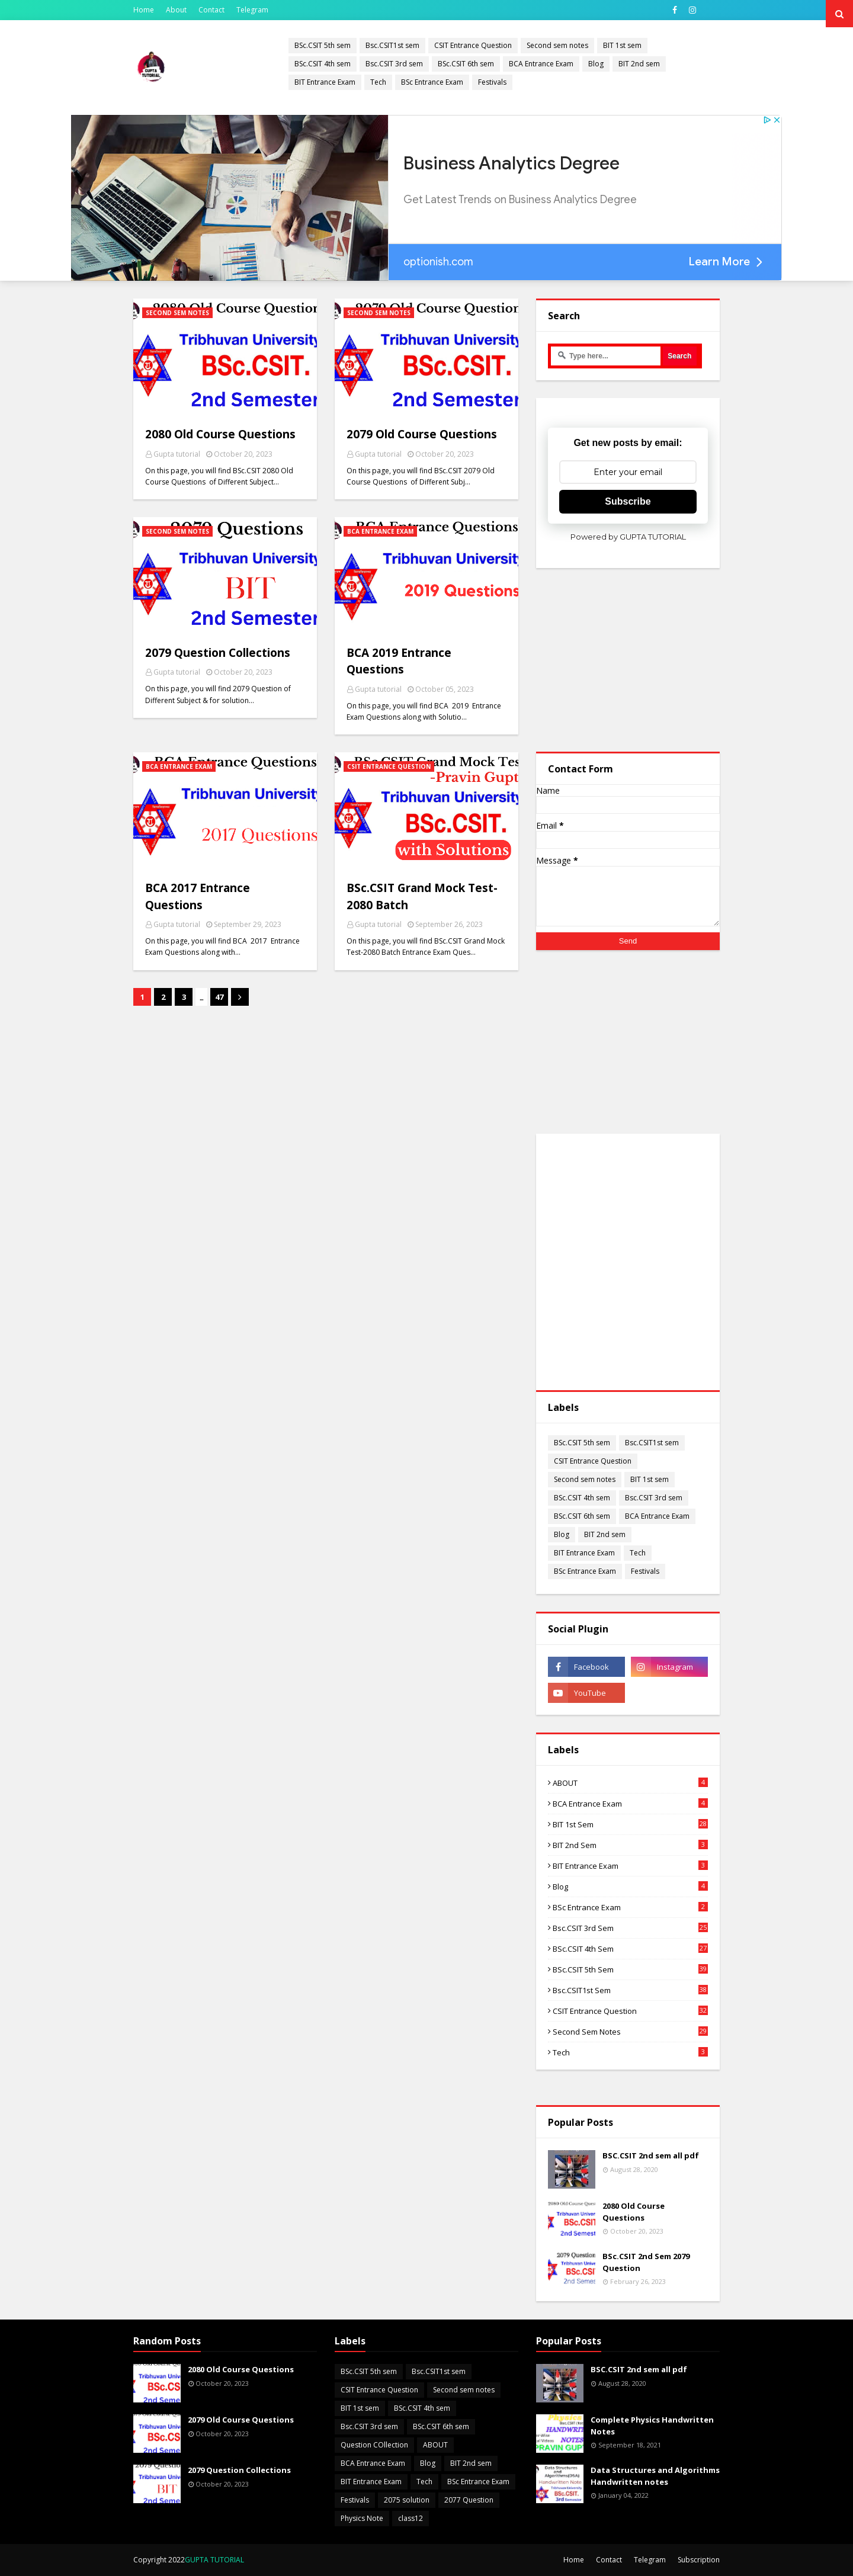 Home About Contact Telegram
GUPTA TUTORIAL
BSc.CSIT 5th sem Bsc.CSIT1st sem CSIT Entrance Question Second sem notes BIT 1st sem
BSc.CSIT 4th sem Bsc.CSIT 3rd sem BSc.CSIT 6th sem BCA Entrance Exam Blog BIT 2nd sem
BIT Entrance Exam Tech BSc Entrance Exam Festivals
Business Analytics Degree
Get Latest Trends on Business Analytics Degree
optionish.com Learn More
2080 Old Course Question
SECOND SEM NOTES
Tribhuvan University
BSc.CSIT.
2nd Semester
2080 Old Course Questions
Gupta tutorial October 20, 2023
On this page, you will find BSc.CSIT 2080 Old
Course Questions of Different Subject...
2079 Old Course Question
SECOND SEM NOTES
Tribhuvan University
BSc.CSIT.
2nd Semester
2079 Old Course Questions
Gupta tutorial October 20, 2023
On this page, you will find BSc.CSIT 2079 Old
Course Questions of Different Subj...
2079 Questions
SECOND SEM NOTES
Tribhuvan University
BIT
2nd Semester
2079 Question Collections
Gupta tutorial October 20, 2023
On this page, you will find 2079 Question of
Different Subject & for solution...
BCA Entrance Questions
BCA ENTRANCE EXAM
Tribhuvan University
2019 Questions
BCA 2019 Entrance
Questions
Gupta tutorial October 05, 2023
On this page, you will find BCA 2019 Entrance
Exam Questions along with Solutio...
BCA Entrance Questions
BCA ENTRANCE EXAM
Tribhuvan University
2017 Questions
BCA 2017 Entrance
Questions
Gupta tutorial September 29, 2023
On this page, you will find BCA 2017 Entrance
Exam Questions along with...
BSc.CSIT Grand Mock Tes
CSIT ENTRANCE QUESTION
-Pravin Gupt
Tribhuvan University
BSc.CSIT.
with Solutions
BSc.CSIT Grand Mock Test-
2080 Batch
Gupta tutorial September 26, 2023
On this page, you will find BSc.CSIT Grand Mock
Test-2080 Batch Entrance Exam Ques...
1 2 3 ... 47
Search
Type here... Search
Get new posts by email:
Enter your email
Subscribe
Powered by GUPTA TUTORIAL
Contact Form
Name
Email *
Message *
Send
Labels
BSc.CSIT 5th sem Bsc.CSIT1st sem
CSIT Entrance Question
Second sem notes BIT 1st sem
BSc.CSIT 4th sem Bsc.CSIT 3rd sem
BSc.CSIT 6th sem BCA Entrance Exam
Blog BIT 2nd sem
BIT Entrance Exam Tech
BSc Entrance Exam Festivals
Social Plugin
Facebook Instagram
YouTube
Labels
ABOUT 4
BCA Entrance Exam 4
BIT 1st Sem 28
BIT 2nd Sem 3
BIT Entrance Exam 3
Blog 4
BSc Entrance Exam 2
Bsc.CSIT 3rd Sem 25
BSc.CSIT 4th Sem 27
BSc.CSIT 5th Sem 39
Bsc.CSIT1st Sem 38
CSIT Entrance Question 32
Second Sem Notes 29
Tech 3
Popular Posts
BSC.CSIT 2nd sem all pdf
August 28, 2020
2080 Old Course
Questions
October 20, 2023
BSc.CSIT 2nd Sem 2079
Question
February 26, 2023
Random Posts
2080 Old Course Questions
October 20, 2023
2079 Old Course Questions
October 20, 2023
2079 Question Collections
October 20, 2023
Labels
BSc.CSIT 5th sem Bsc.CSIT1st sem
CSIT Entrance Question Second sem notes
BIT 1st sem BSc.CSIT 4th sem
Bsc.CSIT 3rd sem BSc.CSIT 6th sem
Question COllection ABOUT
BCA Entrance Exam Blog BIT 2nd sem
BIT Entrance Exam Tech BSc Entrance Exam
Festivals 2075 solution 2077 Question
Physics Note class12
Popular Posts
BSC.CSIT 2nd sem all pdf
August 28, 2020
Complete Physics Handwritten
Notes
September 18, 2021
Data Structures and Algorithms
Handwritten notes
January 04, 2022
Copyright 2022GUPTA TUTORIAL
Home Contact Telegram Subscription